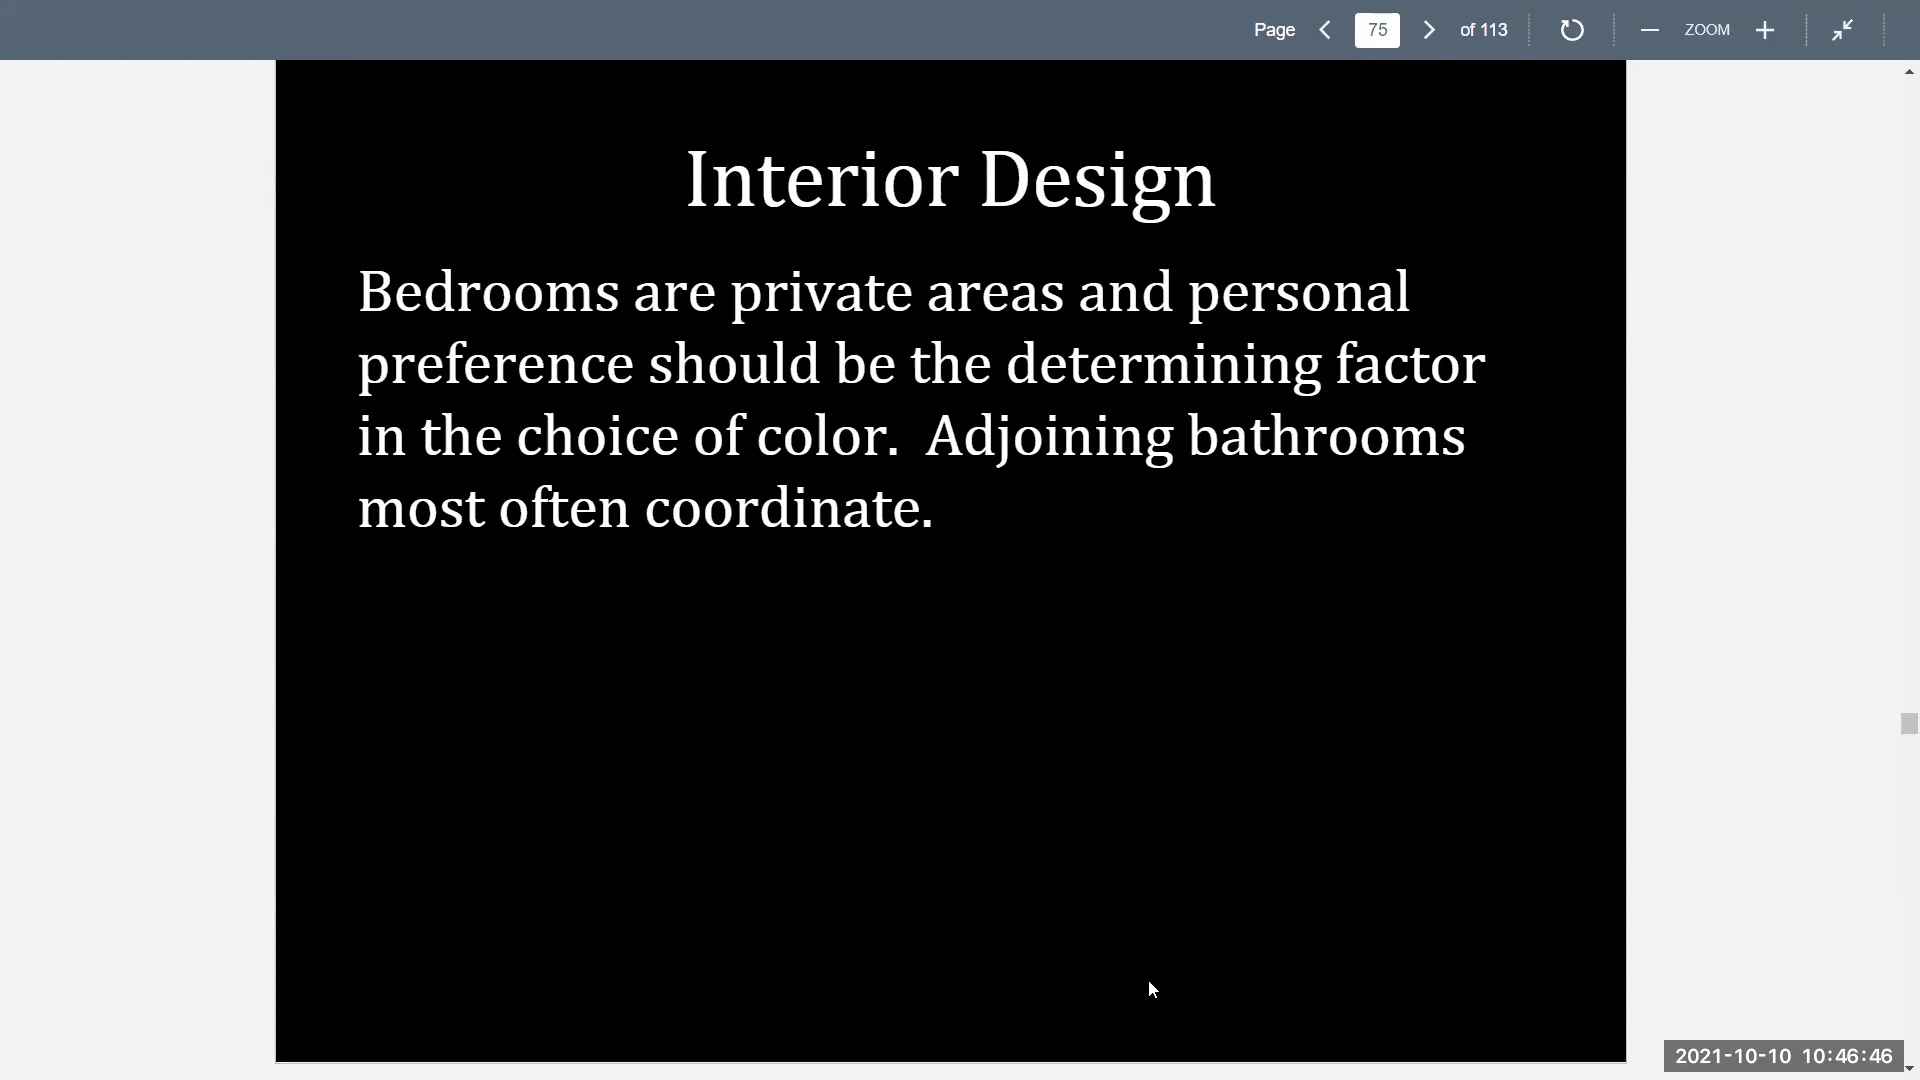 Page 75 of 113 ZOOM
Interior Design
Bedrooms are private areas and personal
preference should be the determining factor
in the choice of color.  Adjoining bathrooms
most often coordinate.
2021-10-10 10:46:46